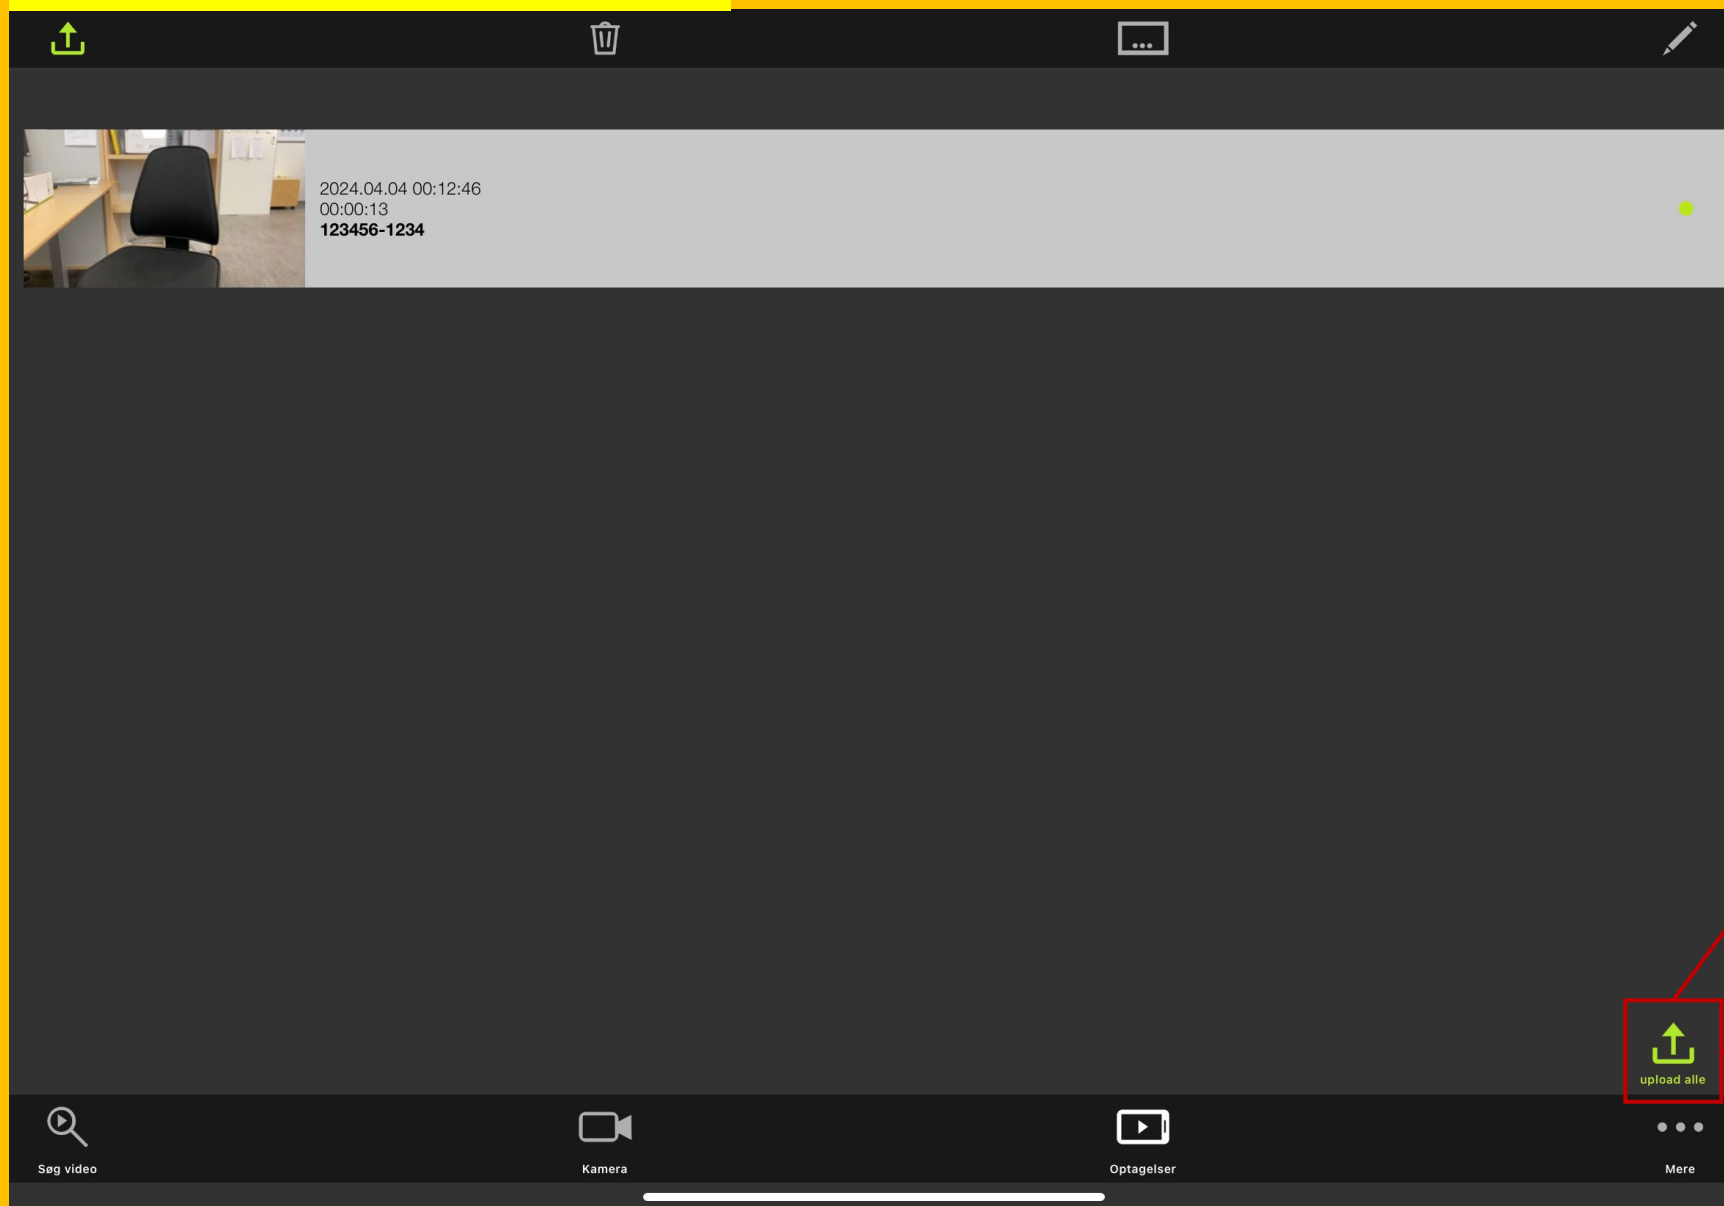 2024.04.04 00:12:46
00:00:13
123456-1234
upload alle
Søg video
Kamera
Optagelser
Mere